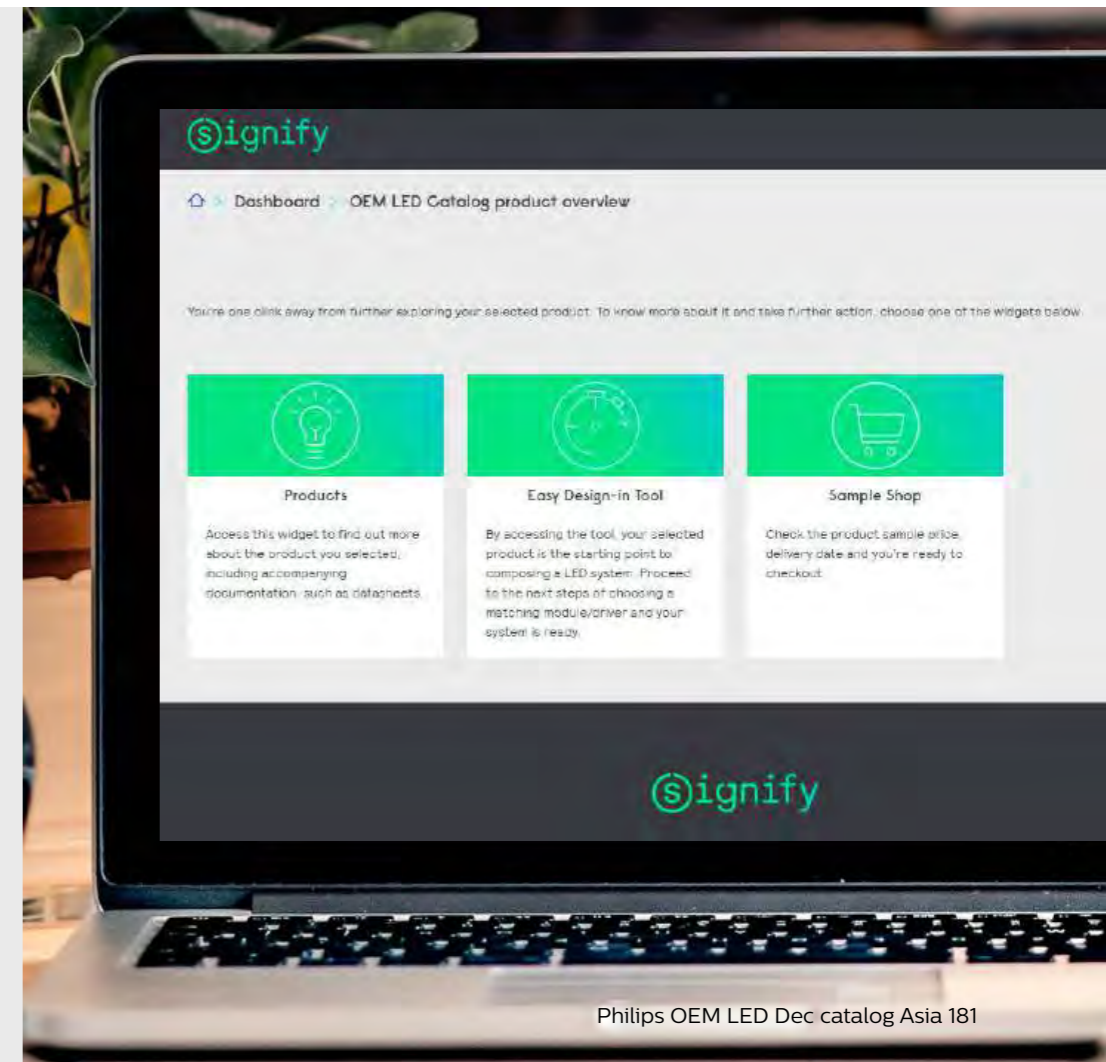 signify
Dashboard > OEM LED Catalog product overview
You're one click away from further exploring your selected product. To know more about it and take further action, choose one of the widgets below.
Products
Easy Design-in Tool
Sample Shop
Access this widget to find out more
about the product you selected,
including accompanying
documentation, such as datasheets.
By accessing the tool, your selected
product is the starting point to
composing a LED system. Proceed
to the next steps of choosing a
matching module/driver and your
system is ready.
Check the product sample price,
delivery date and you're ready to
checkout.
signify
Philips OEM LED Dec catalog Asia 181